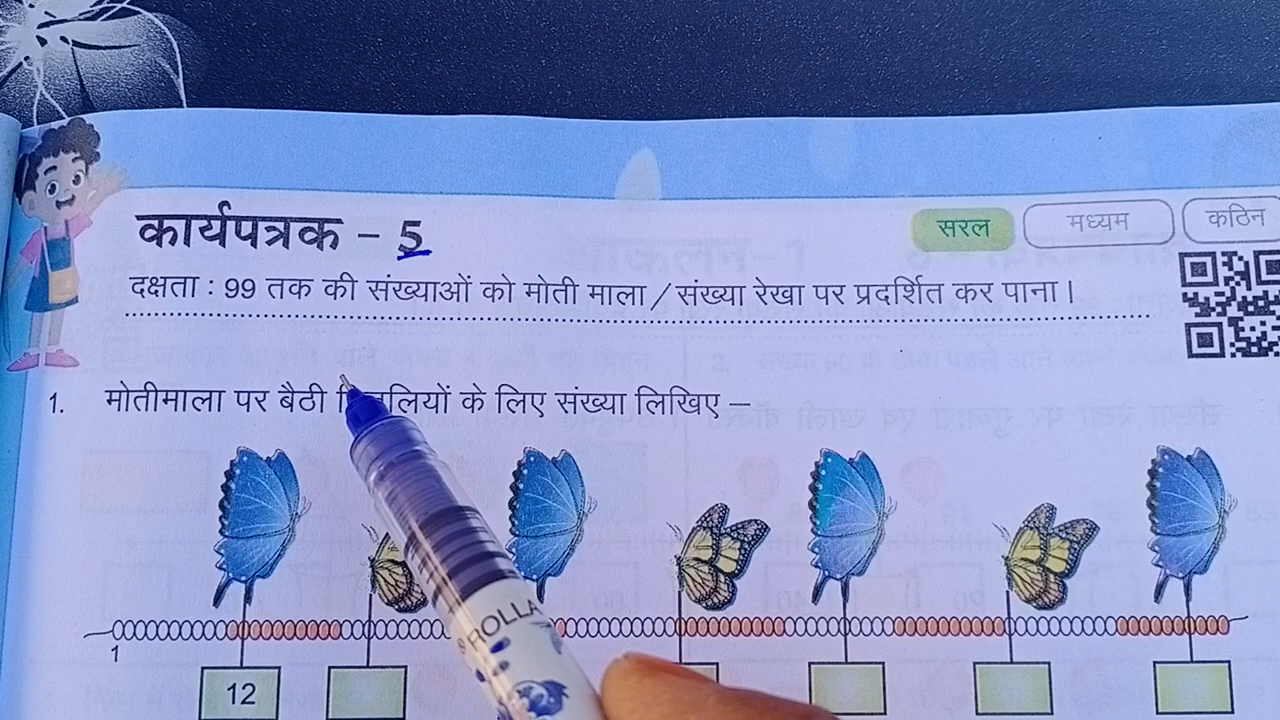 कार्यपत्रक - 5
सरल
मध्यम
कठिन
दक्षता : 99 तक की संख्याओं को मोती माला / संख्या रेखा पर प्रदर्शित कर पाना।
1. मोतीमाला पर बैठी के लिए संख्या लिखिए –
1
12
ROLLA